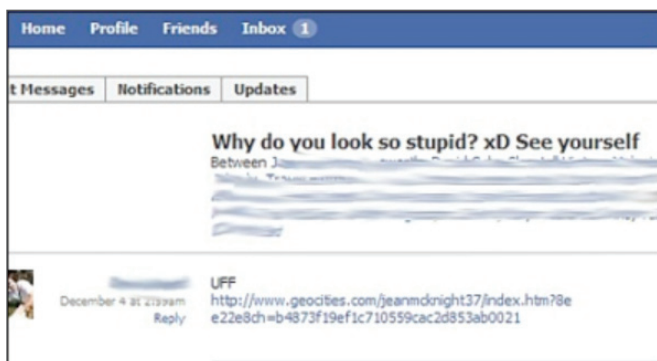 Home Profile Friends Inbox 1
t Messages Notifications Updates
Why do you look so stupid? xD See yourself
Between J
UFF
December 4 at 2:59am
http://www.geocities.com/jeanmcknight37/index.htm?8e
Reply
e22e8ch=b4873f19ef1c710559cac2d853ab0021